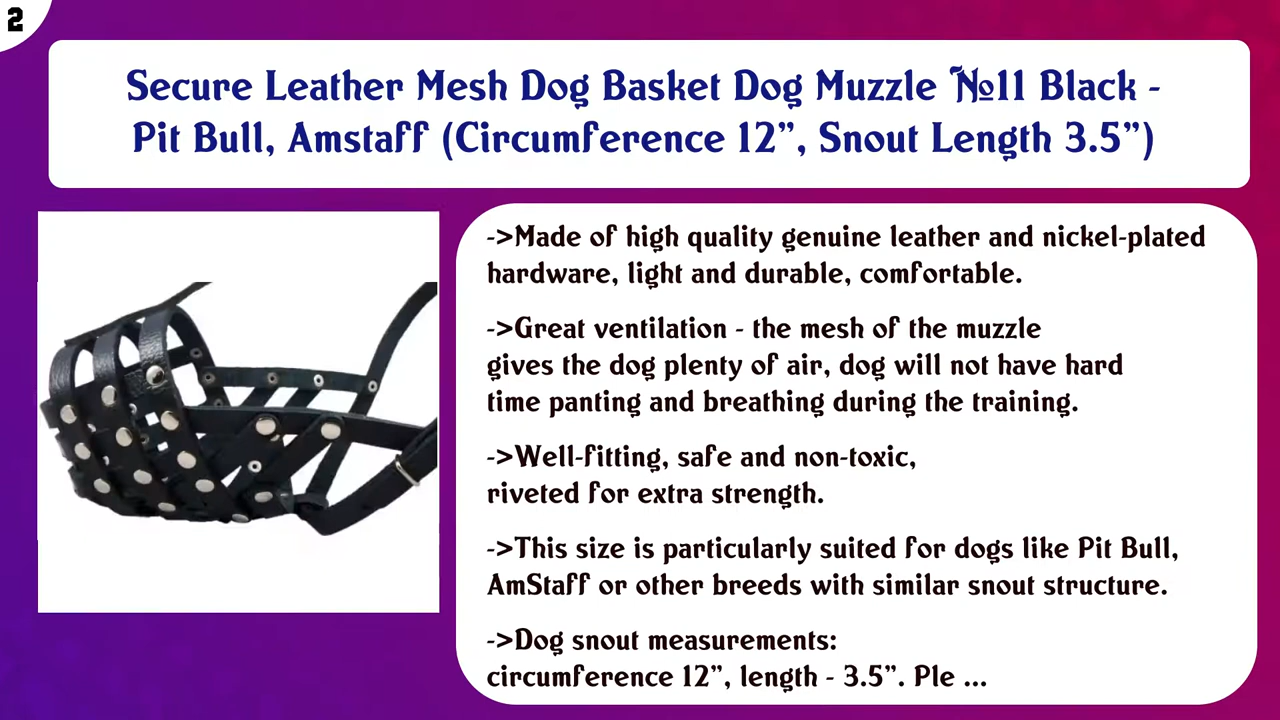 2
Secure Leather Mesh Dog Basket Dog Muzzle №11 Black -
Pit Bull, Amstaff (Circumference 12”, Snout Length 3.5”)
->Made of high quality genuine leather and nickel-plated
hardware, light and durable, comfortable.
->Great ventilation - the mesh of the muzzle
gives the dog plenty of air, dog will not have hard
time panting and breathing during the training.
->Well-fitting, safe and non-toxic,
riveted for extra strength.
->This size is particularly suited for dogs like Pit Bull,
AmStaff or other breeds with similar snout structure.
->Dog snout measurements:
circumference 12”, length - 3.5”. Ple ...